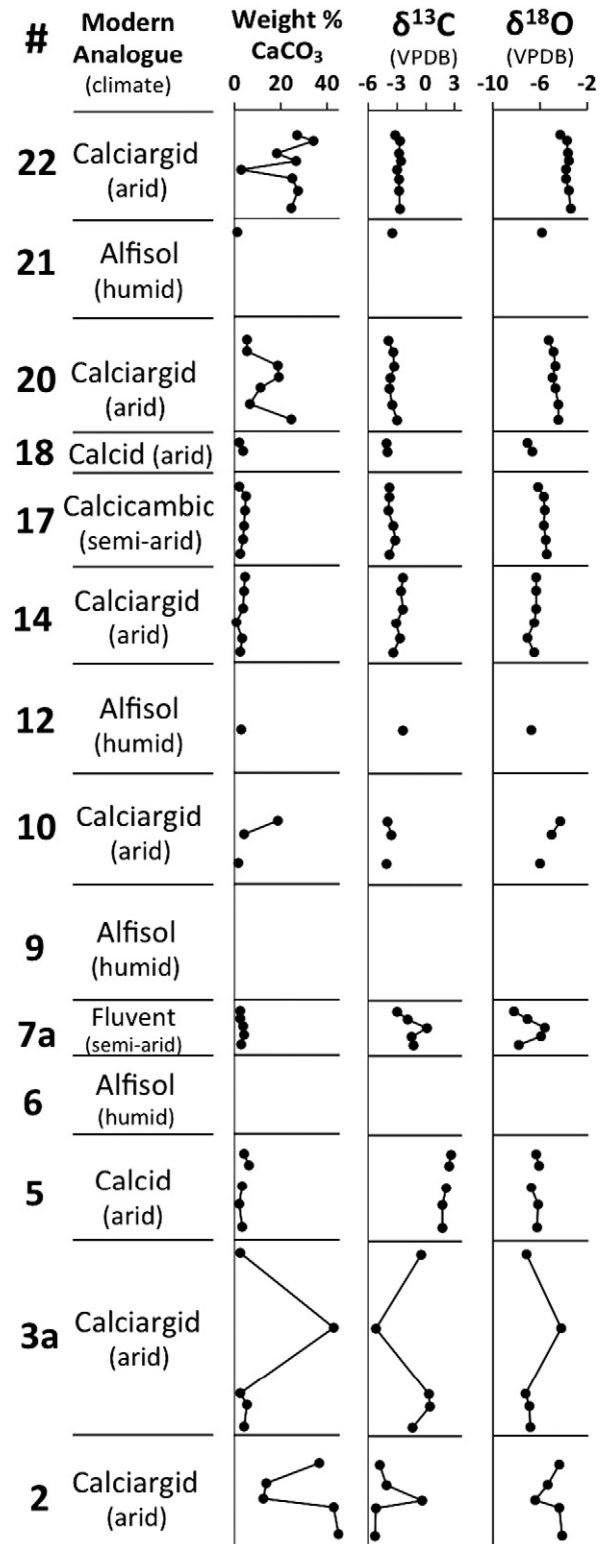 # Modern Analogue (climate) Weight % CaCO₃ δ¹³C (VPDB) δ¹⁸O (VPDB)
0 20 40 -6 -3 0 3 -10 -6 -2
22 Calciargid (arid)
21 Alfisol (humid)
20 Calciargid (arid)
18 Calcid (arid)
17 Calcicambic (semi-arid)
14 Calciargid (arid)
12 Alfisol (humid)
10 Calciargid (arid)
9 Alfisol (humid)
7a Fluvent (semi-arid)
6 Alfisol (humid)
5 Calcid (arid)
3a Calciargid (arid)
2 Calciargid (arid)